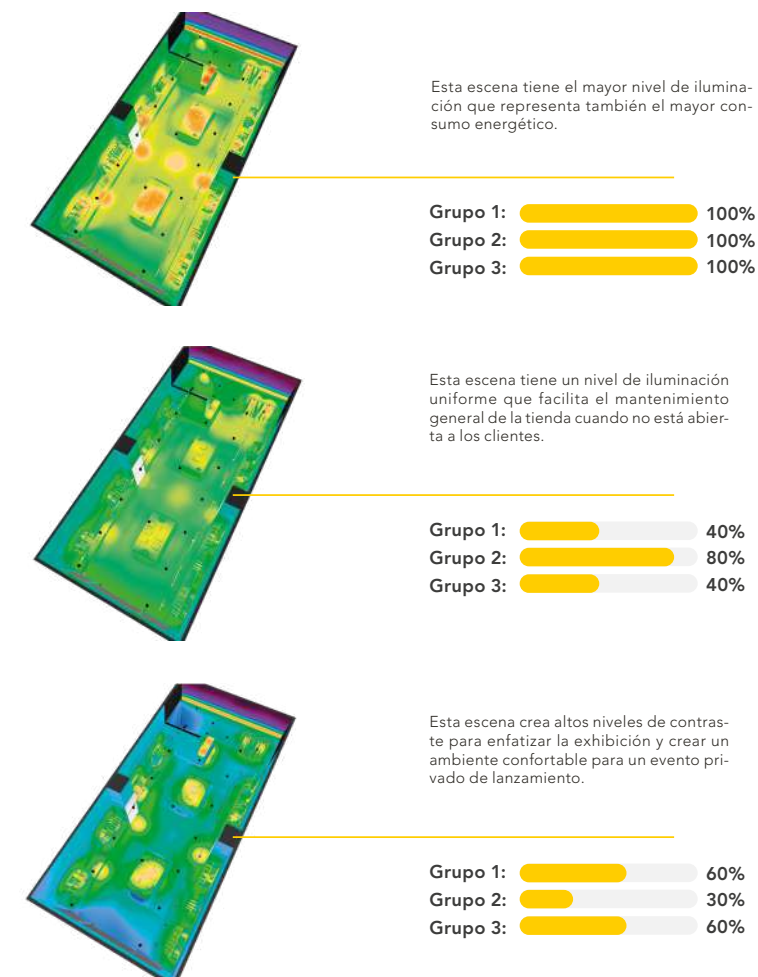 Esta escena tiene el mayor nivel de ilumina-
ción que representa también el mayor con-
sumo energético.
Grupo 1: 100%
Grupo 2: 100%
Grupo 3: 100%
Esta escena tiene un nivel de iluminación
uniforme que facilita el mantenimiento
general de la tienda cuando no está abier-
ta a los clientes.
Grupo 1: 40%
Grupo 2: 80%
Grupo 3: 40%
Esta escena crea altos niveles de contras-
te para enfatizar la exhibición y crear un
ambiente confortable para un evento pri-
vado de lanzamiento.
Grupo 1: 60%
Grupo 2: 30%
Grupo 3: 60%